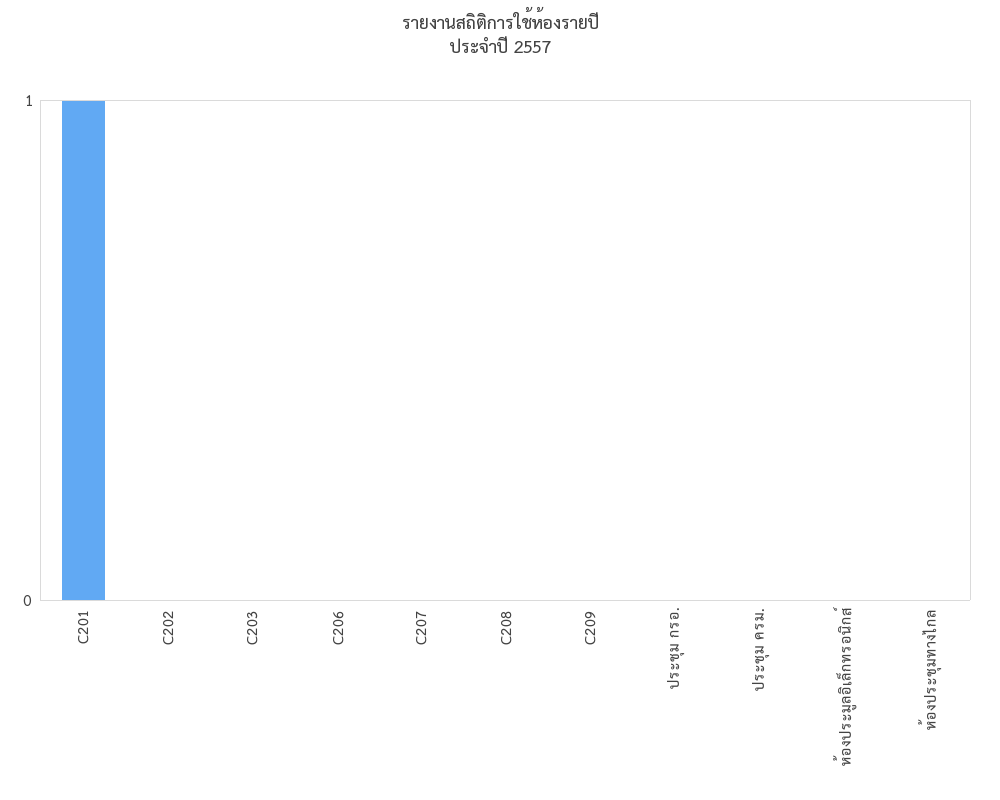 รายงานสถิติการใช้ห้องรายปี
ประจำปี 2557
1
0
C201
C202
C203
C206
C207
C208
C209
ประชุม กรอ.
ประชุม ครม.
ห้องประมูลอิเล็กทรอนิกส์
ห้องประชุมทางไกล